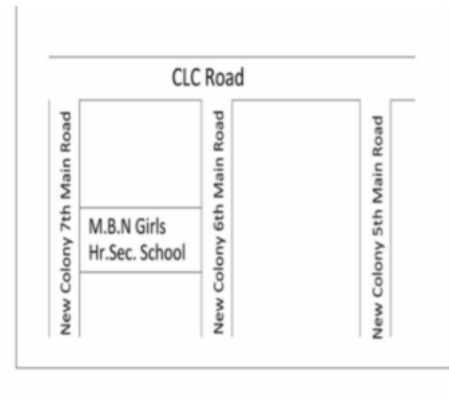 CLC Road
New Colony 7th Main Road
M.B.N Girls
Hr.Sec. School
New Colony 6th Main Road
New Colony 5th Main Road